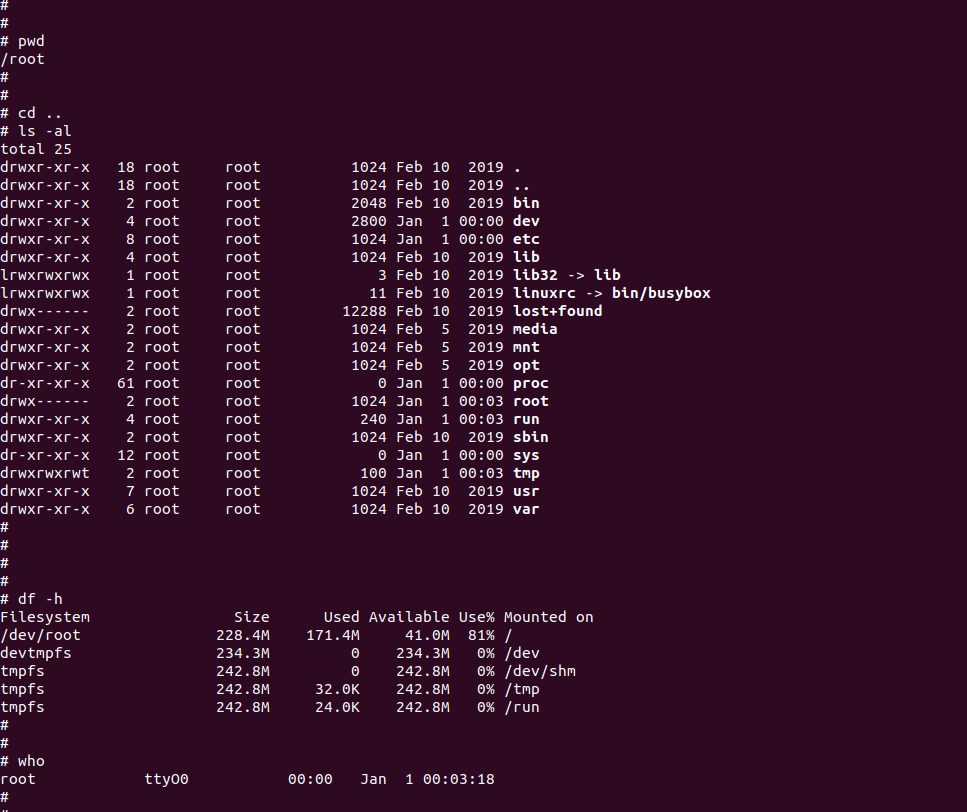 #
#
# pwd
/root
#
#
# cd ..
# ls -al
total 25
drwxr-xr-x   18 root     root          1024 Feb 10  2019 .
drwxr-xr-x   18 root     root          1024 Feb 10  2019 ..
drwxr-xr-x    2 root     root          2048 Feb 10  2019 bin
drwxr-xr-x    4 root     root          2800 Jan  1 00:00 dev
drwxr-xr-x    8 root     root          1024 Jan  1 00:00 etc
drwxr-xr-x    4 root     root          1024 Feb 10  2019 lib
lrwxrwxrwx    1 root     root             3 Feb 10  2019 lib32 -> lib
lrwxrwxrwx    1 root     root            11 Feb 10  2019 linuxrc -> bin/busybox
drwx------    2 root     root         12288 Feb 10  2019 lost+found
drwxr-xr-x    2 root     root          1024 Feb  5  2019 media
drwxr-xr-x    2 root     root          1024 Feb  5  2019 mnt
drwxr-xr-x    2 root     root          1024 Feb  5  2019 opt
dr-xr-xr-x   61 root     root             0 Jan  1 00:00 proc
drwx------    2 root     root          1024 Jan  1 00:03 root
drwxr-xr-x    4 root     root           240 Jan  1 00:03 run
drwxr-xr-x    2 root     root          1024 Feb 10  2019 sbin
dr-xr-xr-x   12 root     root             0 Jan  1 00:00 sys
drwxrwxrwt    2 root     root           100 Jan  1 00:03 tmp
drwxr-xr-x    7 root     root          1024 Feb 10  2019 usr
drwxr-xr-x    6 root     root          1024 Feb 10  2019 var
#
#
#
#
# df -h
Filesystem                Size      Used Available Use% Mounted on
/dev/root               228.4M    171.4M     41.0M  81% /
devtmpfs                234.3M         0    234.3M   0% /dev
tmpfs                   242.8M         0    242.8M   0% /dev/shm
tmpfs                   242.8M     32.0K    242.8M   0% /tmp
tmpfs                   242.8M     24.0K    242.8M   0% /run
#
#
# who
root            ttyO0           00:00   Jan  1 00:03:18
#
#